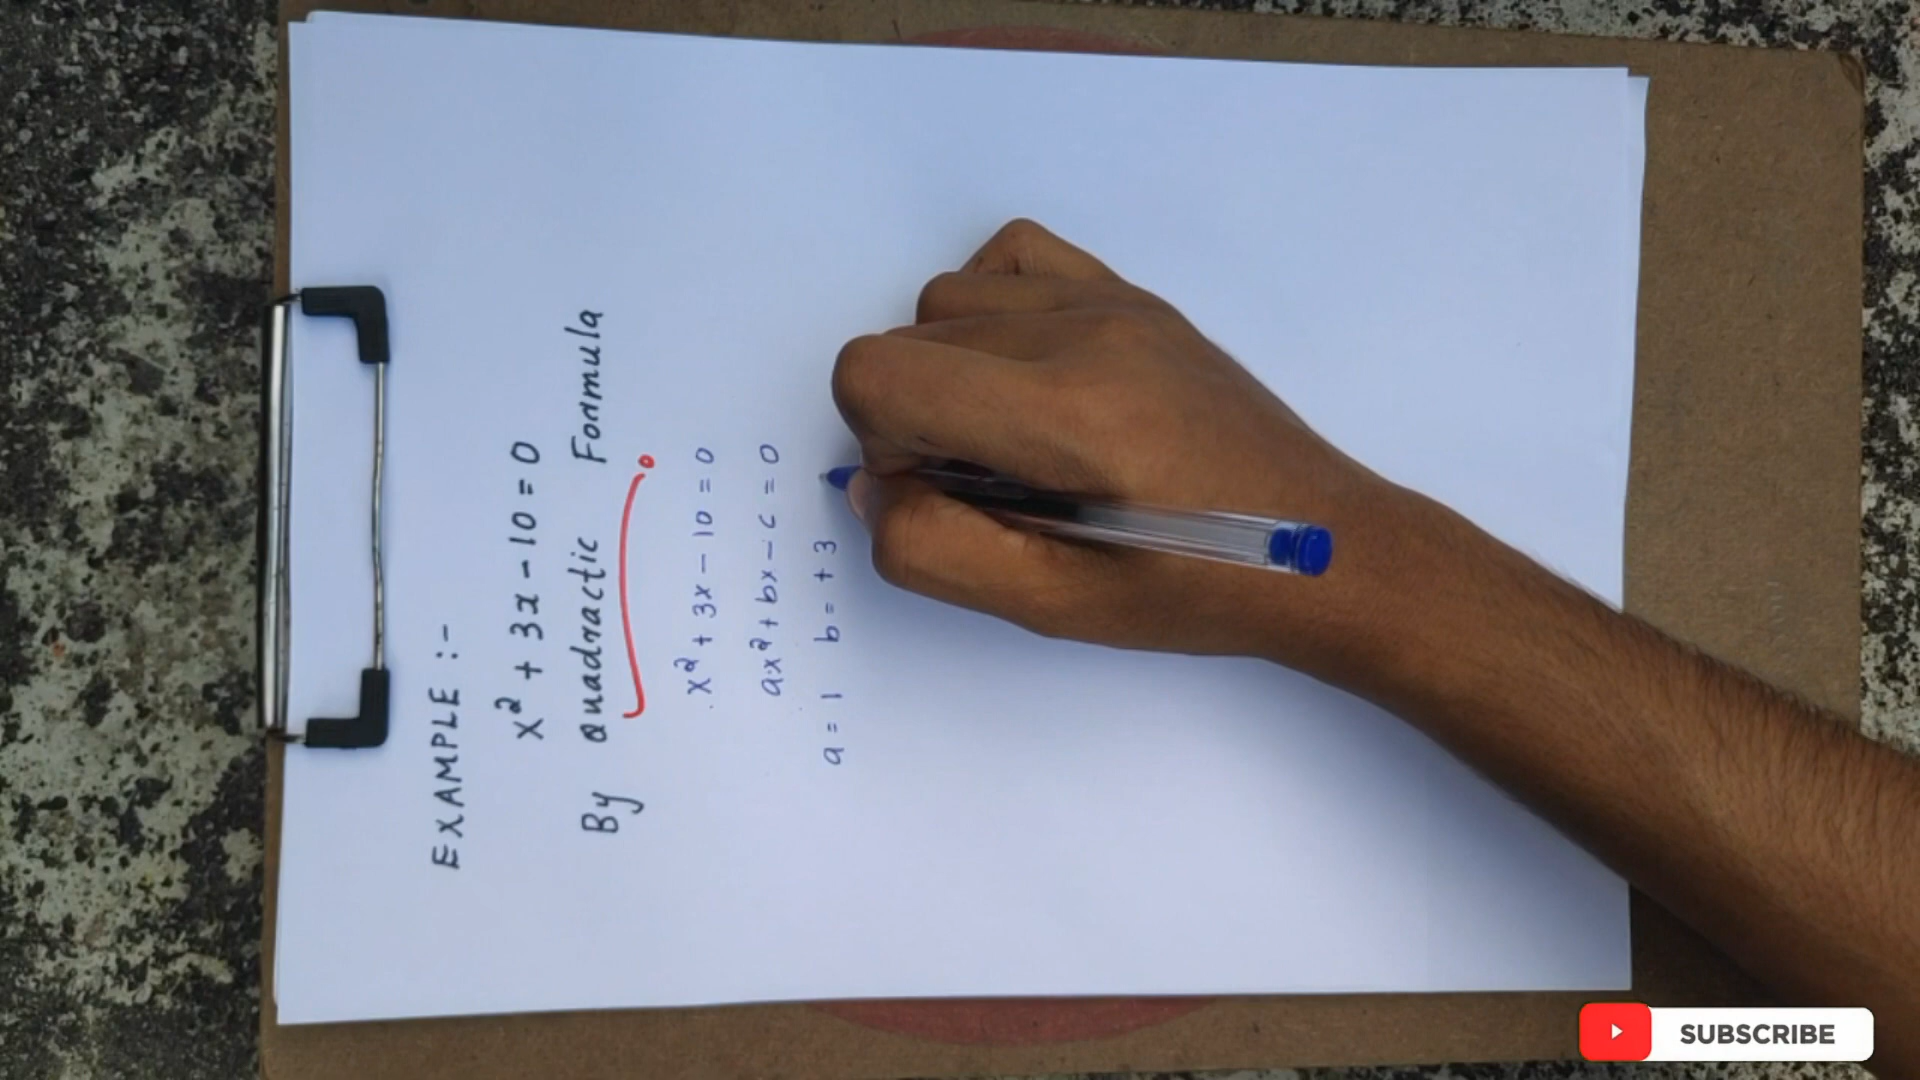 EXAMPLE :-
x² + 3x - 10 = 0
By Quadractic Formula
x² + 3x - 10 = 0
ax² + bx - c = 0
a = 1 b = + 3
SUBSCRIBE